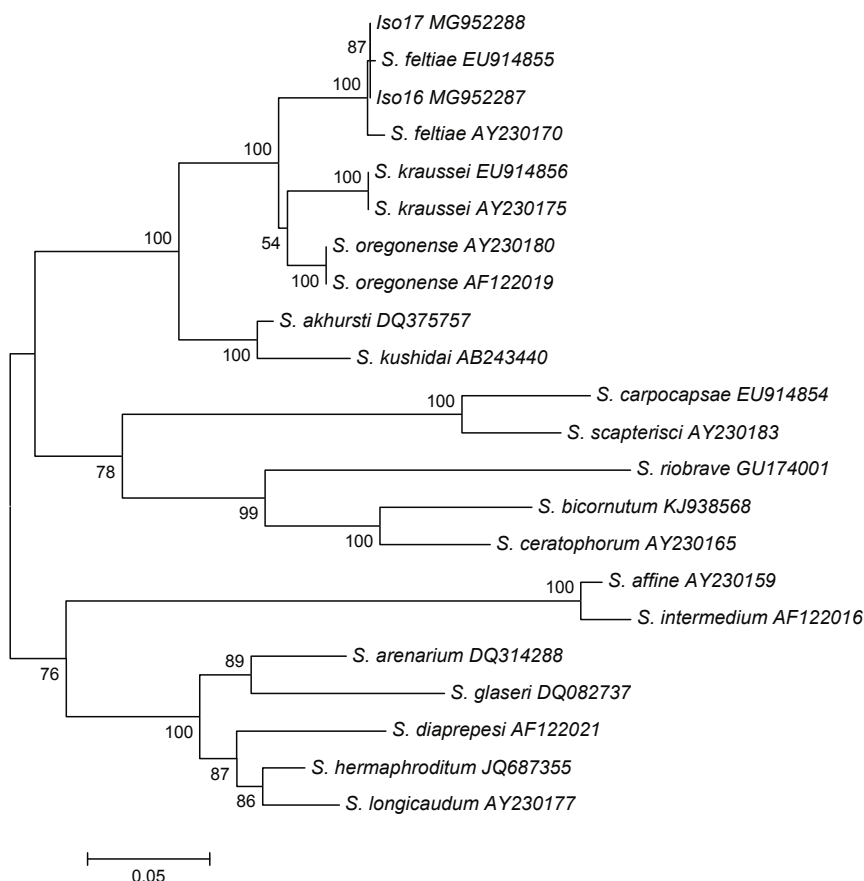 Iso17 MG952288
87
S. feltiae EU914855
100
Iso16 MG952287
S. feltiae AY230170
100
S. kraussei EU914856
100
S. kraussei AY230175
100
54
S. oregonense AY230180
100
S. oregonense AF122019
S. akhursti DQ375757
100
S. kushidai AB243440
S. carpocapsae EU914854
100
S. scapterisci AY230183
78
S. riobrave GU174001
99
S. bicornutum KJ938568
100
S. ceratophorum AY230165
S. affine AY230159
100
S. intermedium AF122016
76
S. arenarium DQ314288
89
S. glaseri DQ082737
100
S. diaprepesi AF122021
87
S. hermaphroditum JQ687355
86
S. longicaudum AY230177
0.05